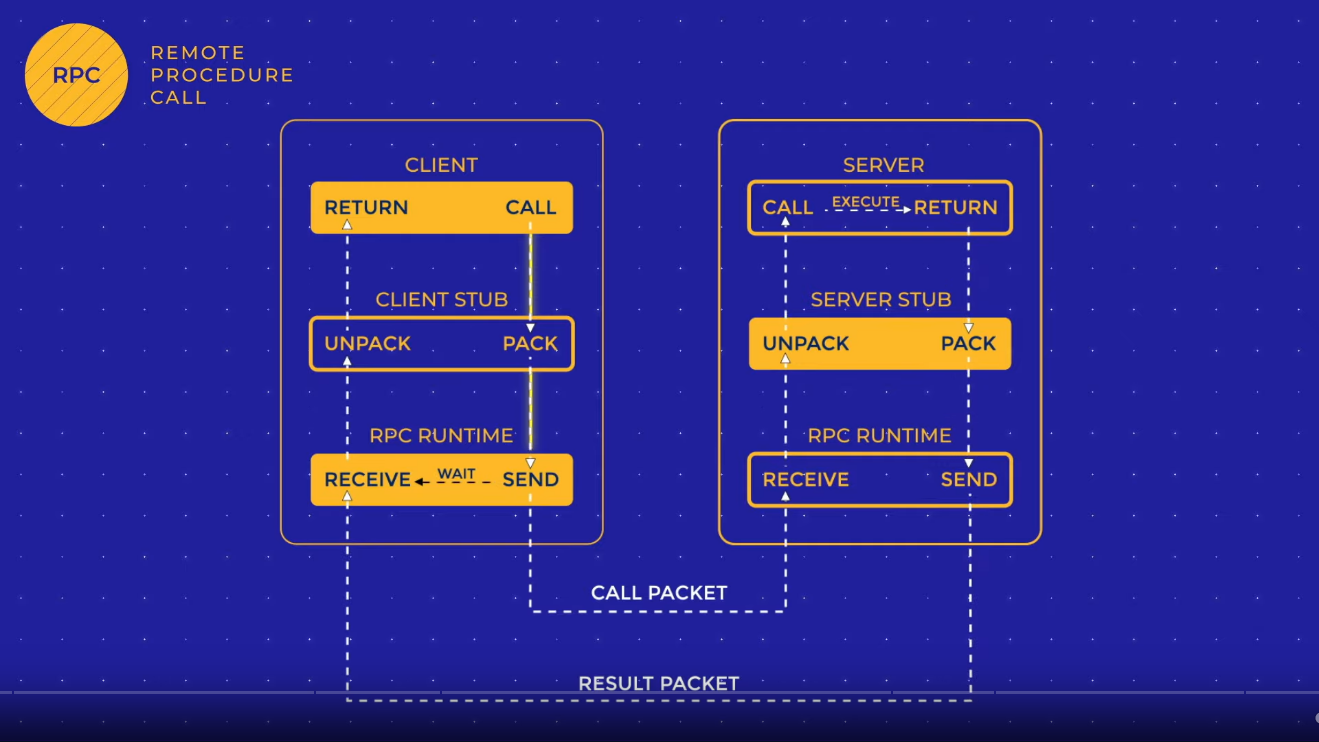 RPC
REMOTE
PROCEDURE
CALL
CLIENT
RETURN CALL
CLIENT STUB
UNPACK PACK
RPC RUNTIME
RECEIVE WAIT SEND
SERVER
CALL EXECUTE RETURN
SERVER STUB
UNPACK PACK
RPC RUNTIME
RECEIVE SEND
CALL PACKET
RESULT PACKET